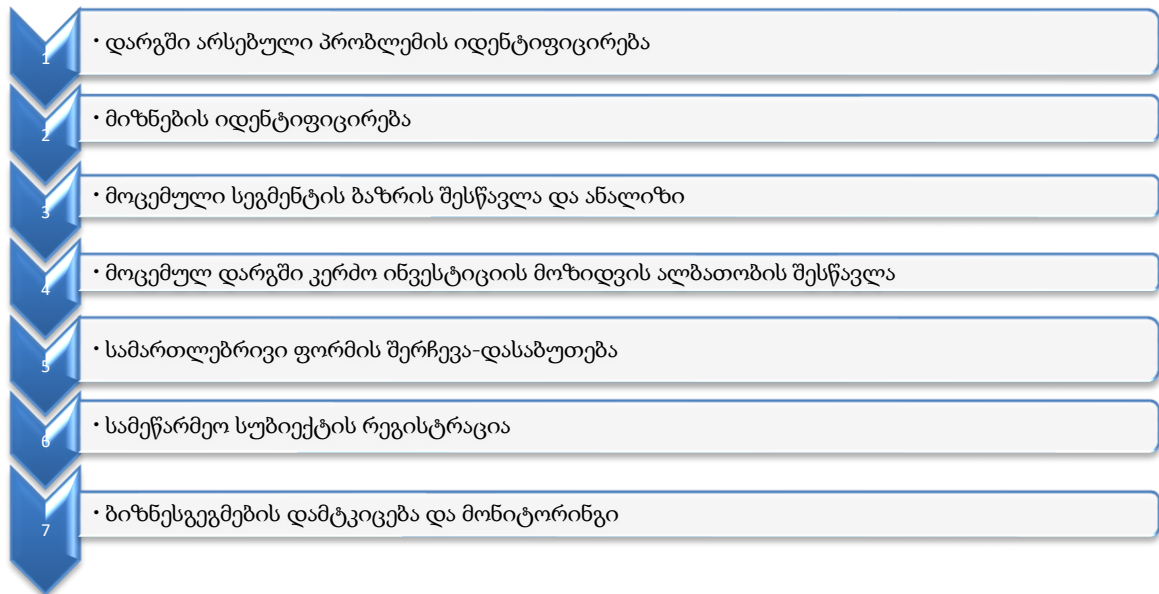 1
• დარგში არსებული პრობლემის იდენტიფიცირება
2
• მიზნების იდენტიფიცირება
3
• მოცემული სეგმენტის ბაზრის შესწავლა და ანალიზი
4
• მოცემულ დარგში კერძო ინვესტიციის მოზიდვის ალბათობის შესწავლა
5
• სამართლებრივი ფორმის შერჩევა-დასაბუთება
6
• სამეწარმეო სუბიექტის რეგისტრაცია
7
• ბიზნესგეგმების დამტკიცება და მონიტორინგი